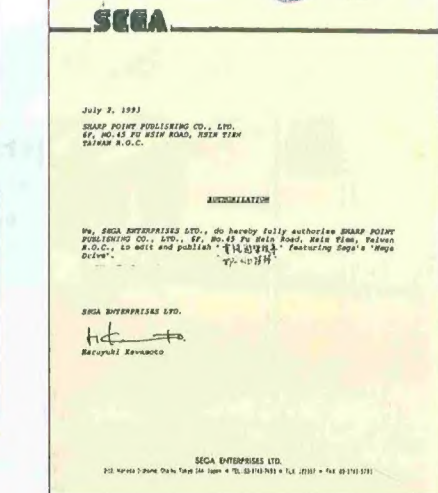 SEGA
July 2, 1993
SHARP POINT PUBLISHING CO., LTD.
6F, NO.45 FU HSIN ROAD, HSIN TIEN
TAIWAN R.O.C.
AUTHORIZATION
We, SEGA ENTERPRISES LTD., do hereby fully authorize SHARP POINT
PUBLISHING CO., LTD., 6F, No.45 Fu Hsin Road, Hsin Tien, Taiwan
R.O.C., to edit and publish " " featuring Sega's 'Mega
Drive'.
SEGA ENTERPRISES LTD.
SEGA ENTERPRISES LTD.